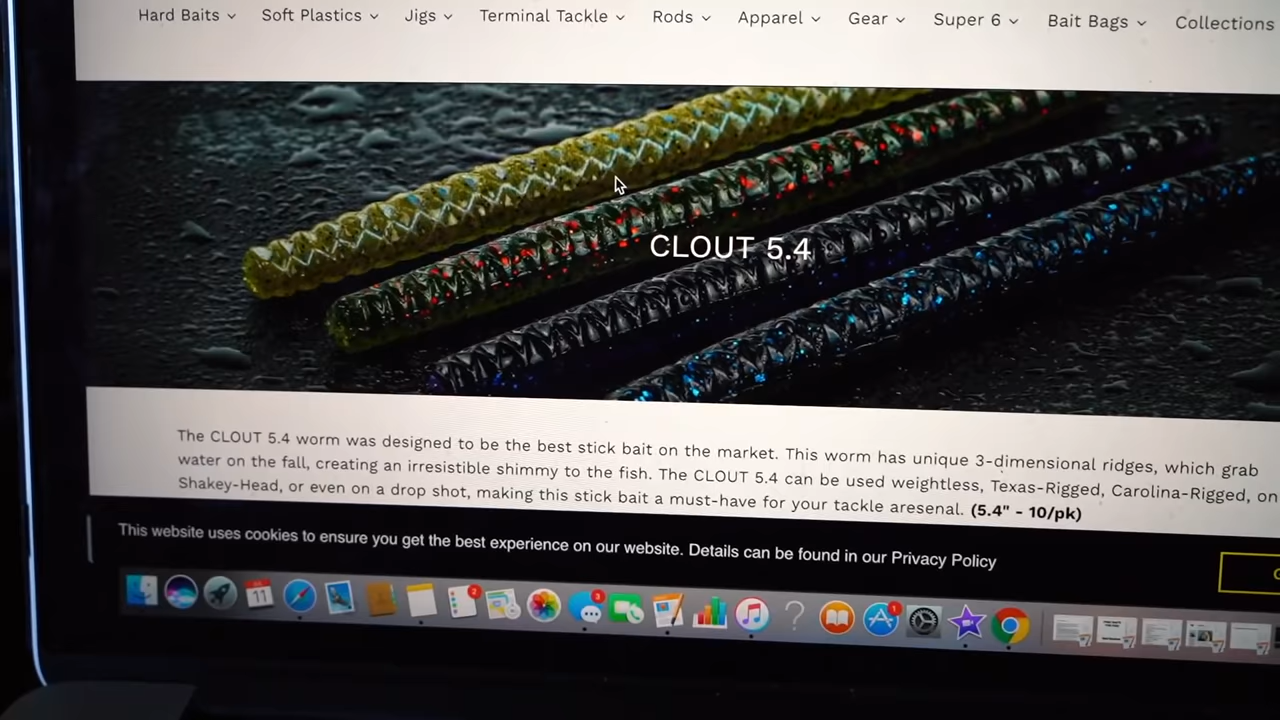 Hard Baits Soft Plastics Jigs Terminal Tackle Rods Apparel Gear Super 6 Bait Bags Collections
CLOUT 5.4
The CLOUT 5.4 worm was designed to be the best stick bait on the market. This worm has unique 3-dimensional ridges, which grab
water on the fall, creating an irresistible shimmy to the fish. The CLOUT 5.4 can be used weightless, Texas-Rigged, Carolina-Rigged, on
Shakey-Head, or even on a drop shot, making this stick bait a must-have for your tackle aresenal. (5.4" - 10/pk)
This website uses cookies to ensure you get the best experience on our website. Details can be found in our Privacy Policy
11 2 3 1